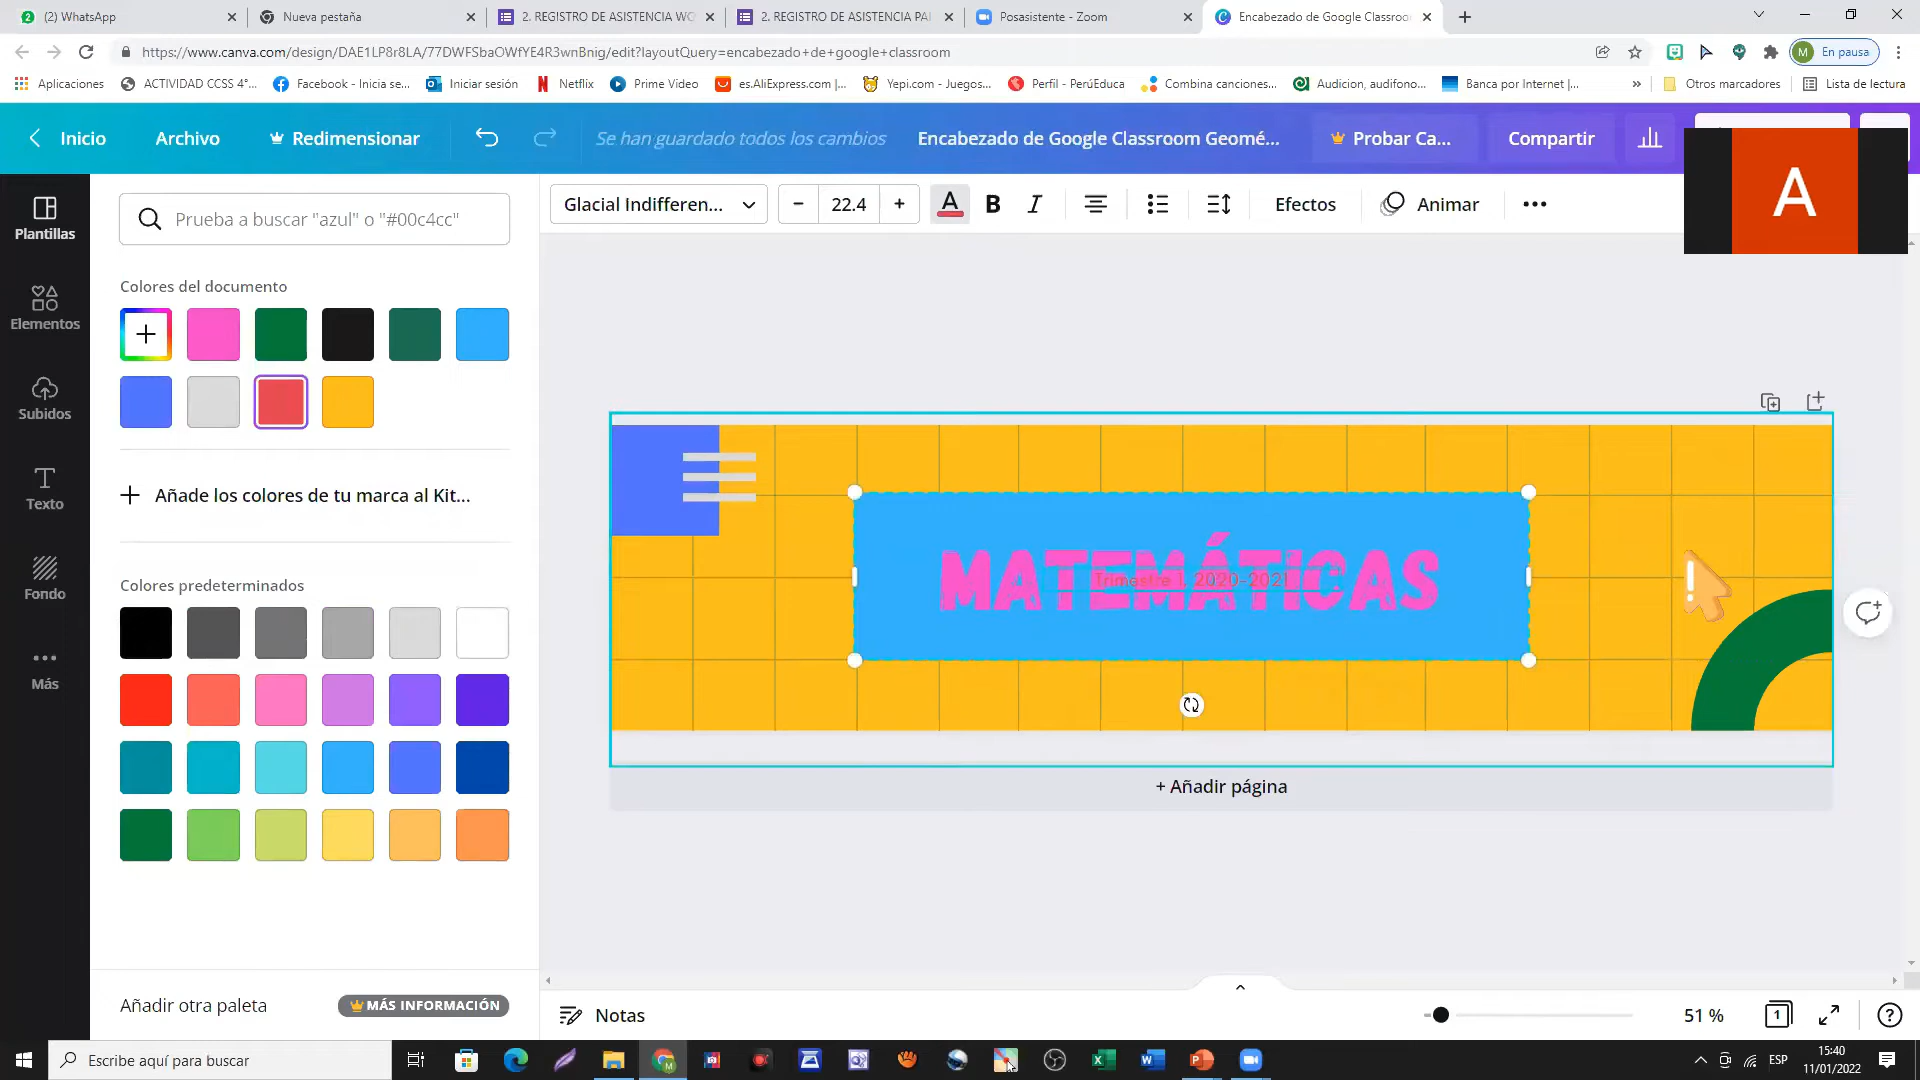 (2) WhatsApp
Nueva pestaña
2. REGISTRO DE ASISTENCIA WO
2. REGISTRO DE ASISTENCIA PAI
Posasistente - Zoom
Encabezado de Google Classroo
https://www.canva.com/design/DAE1LP8r8LA/77DWFSbaOWfYE4R3wnBnig/edit?layoutQuery=encabezado+de+google+classroom
M En pausa
Aplicaciones
ACTIVIDAD CCSS 4°...
Facebook - Inicia se...
Iniciar sesión
Netflix
Prime Video
es.AliExpress.com |...
Yepi.com - Juegos...
Perfil - PerúEduca
Combina canciones...
Audicion, audifono...
Banca por Internet |...
»
Otros marcadores
Lista de lectura
Inicio
Archivo
Redimensionar
Se han guardado todos los cambios
Encabezado de Google Classroom Geomé...
Probar Ca...
Compartir
A
Plantillas
Elementos
Subidos
Texto
Fondo
Más
Prueba a buscar "azul" o "#00c4cc"
Glacial Indifferen...
– 22.4 +
A B I
Efectos
Animar
Colores del documento
+ Añade los colores de tu marca al Kit...
Colores predeterminados
MATEMÁTICAS
Trimestre 1, 2020-2021
+ Añadir página
Añadir otra paleta
MÁS INFORMACIÓN
Notas
51 %
1
?
Escribe aquí para buscar
ESP
15:40
11/01/2022